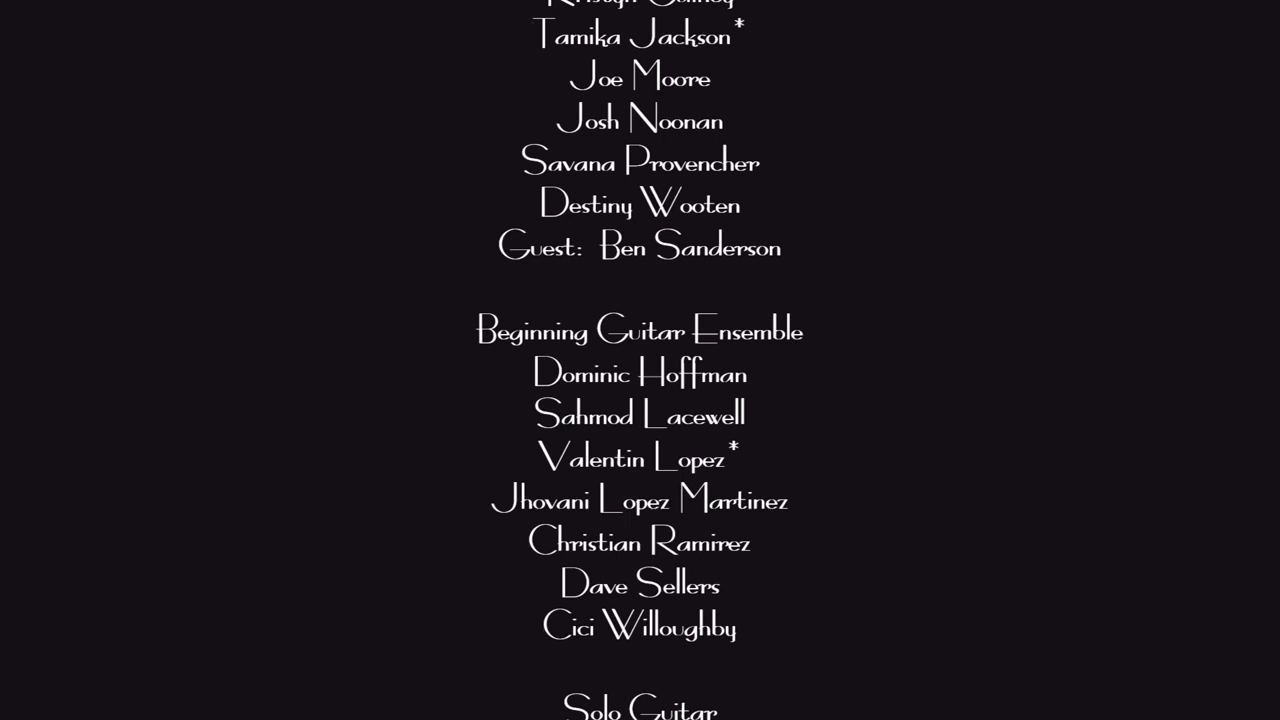 Tamika Jackson*
Joe Moore
Josh Noonan
Savana Provencher
Destiny Wooten
Guest: Ben Sanderson
Beginning Guitar Ensemble
Dominic Hoffman
Sahmod Lacewell
Valentin Lopez*
Jhovani Lopez Martinez
Christian Ramirez
Dave Sellers
Cici Willoughby
Solo Guitar